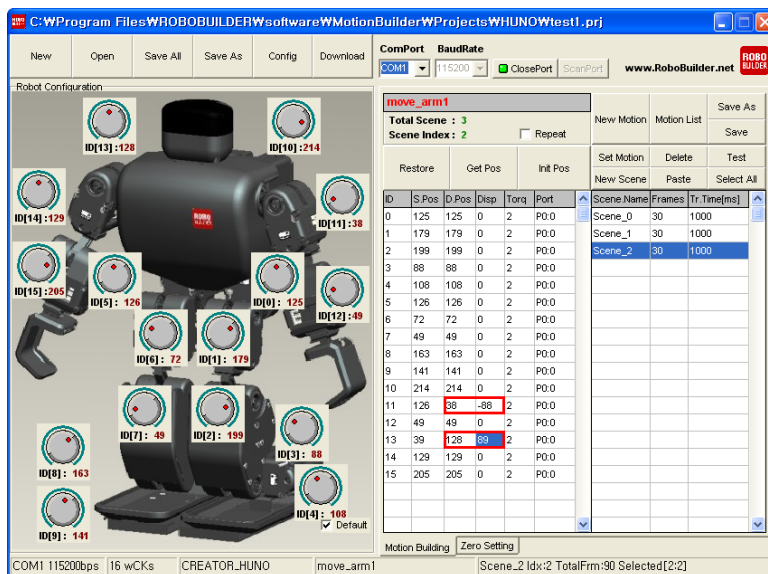 C:₩Program Files₩ROBOBUILDER₩software₩MotionBuilder₩Projects₩HUNO₩test1.prj
New Open Save All Save As Config Download
ComPort BaudRate
COM1 115200 ClosePort ScanPort www.RoboBuilder.net ROBO BUILDER
Robot Configuration
ID[13]:128
ID[10]:214
ID[14]:129
ROBO BUILDER
ID[11]:38
ID[15]:205
ID[5]: 126
ID[0]: 125
ID[12]:49
ID[6]: 72
ID[1]: 179
ID[7]: 49
ID[2]: 199
ID[3]: 88
ID[8]: 163
ID[4]: 108
Default
ID[9]: 141
move_arm1
Total Scene : 3
Scene Index : 2 Repeat
New Motion Motion List Save As
Save
Restore Get Pos Init Pos
Set Motion Delete Test
New Scene Paste Select All
ID S.Pos D.Pos Disp Torq Port
0 125 125 0 2 P0:0
1 179 179 0 2 P0:0
2 199 199 0 2 P0:0
3 88 88 0 2 P0:0
4 108 108 0 2 P0:0
5 126 126 0 2 P0:0
6 72 72 0 2 P0:0
7 49 49 0 2 P0:0
8 163 163 0 2 P0:0
9 141 141 0 2 P0:0
10 214 214 0 2 P0:0
11 126 38 -88 2 P0:0
12 49 49 0 2 P0:0
13 39 128 89 2 P0:0
14 129 129 0 2 P0:0
15 205 205 0 2 P0:0
Scene.Name Frames Tr.Time[ms]
Scene_0 30 1000
Scene_1 30 1000
Scene_2 30 1000
Motion Building Zero Setting
COM1 115200bps 16 wCKs CREATOR_HUNO move_arm1 Scene_2 Idx:2 TotalFrm:90 Selected[2:2]